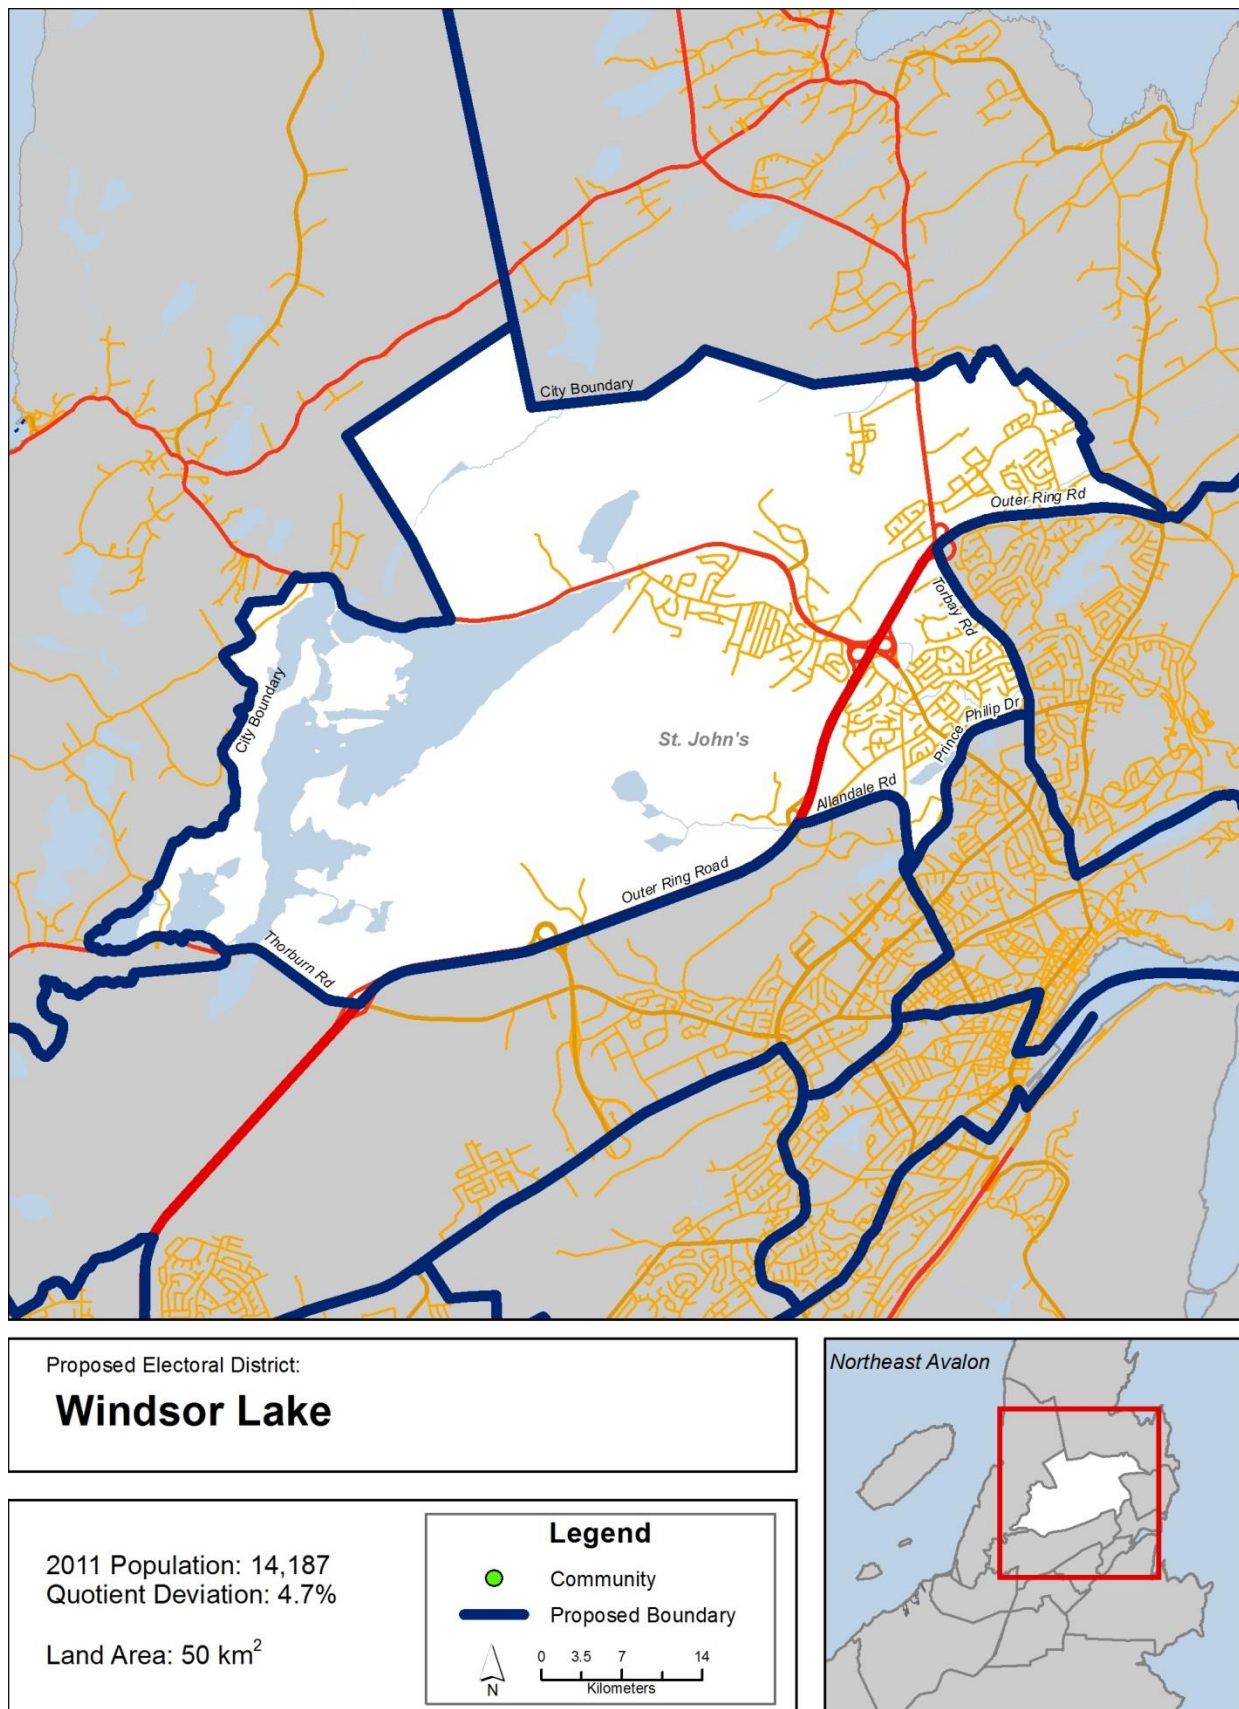 City Boundary
Outer Ring Rd
Torbay Rd
City Boundary
Prince Philip Dr
St. John's
Allandale Rd
Outer Ring Road
Thorburn Rd
Proposed Electoral District:
Windsor Lake
Northeast Avalon
2011 Population: 14,187
Quotient Deviation: 4.7%
Land Area: 50 km²
Legend
Community
Proposed Boundary
N
0 3.5 7 14
Kilometers